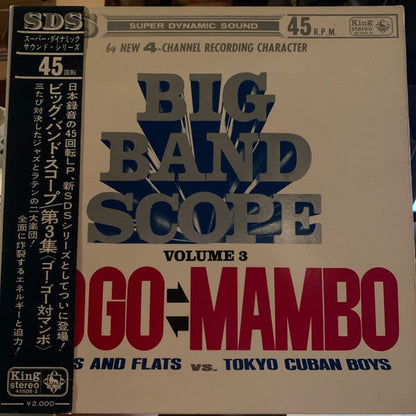 SDS
スーパー・ダイナミック
サウンド・シリーズ
45
回転
日本録音の45回転LP、新SDSシリーズとしてついに登場!
ビッグ・バンド・スコープ第3集〈ゴー・ゴー対マンボ〉
三たび対決したジャズとラテンの二大楽団!
全面に炸裂するエネルギーと迫力!
King
stereo
¥2,000
SUPER DYNAMIC SOUND
45 R.P.M.
King
stereo
by NEW 4-CHANNEL RECORDING CHARACTER
BIG
BAND
SCOPE
VOLUME 3
OGO MAMBO
S AND FLATS vs. TOKYO CUBAN BOYS